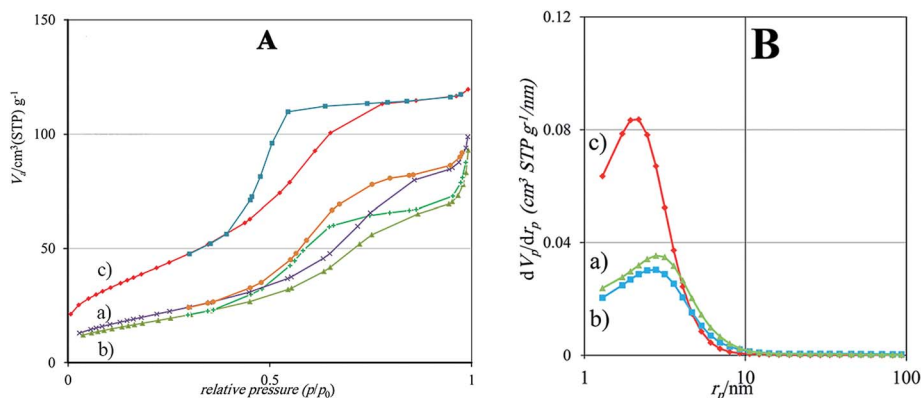 A
150
100
50
0
0
0.5
1
V_a/cm³(STP) g⁻¹
relative pressure (p/p₀)
c)
a)
b)
B
0.12
0.08
0.04
0
1
10
100
dV_p/dr_p (cm³ STP g⁻¹/nm)
r_p/nm
c)
a)
b)